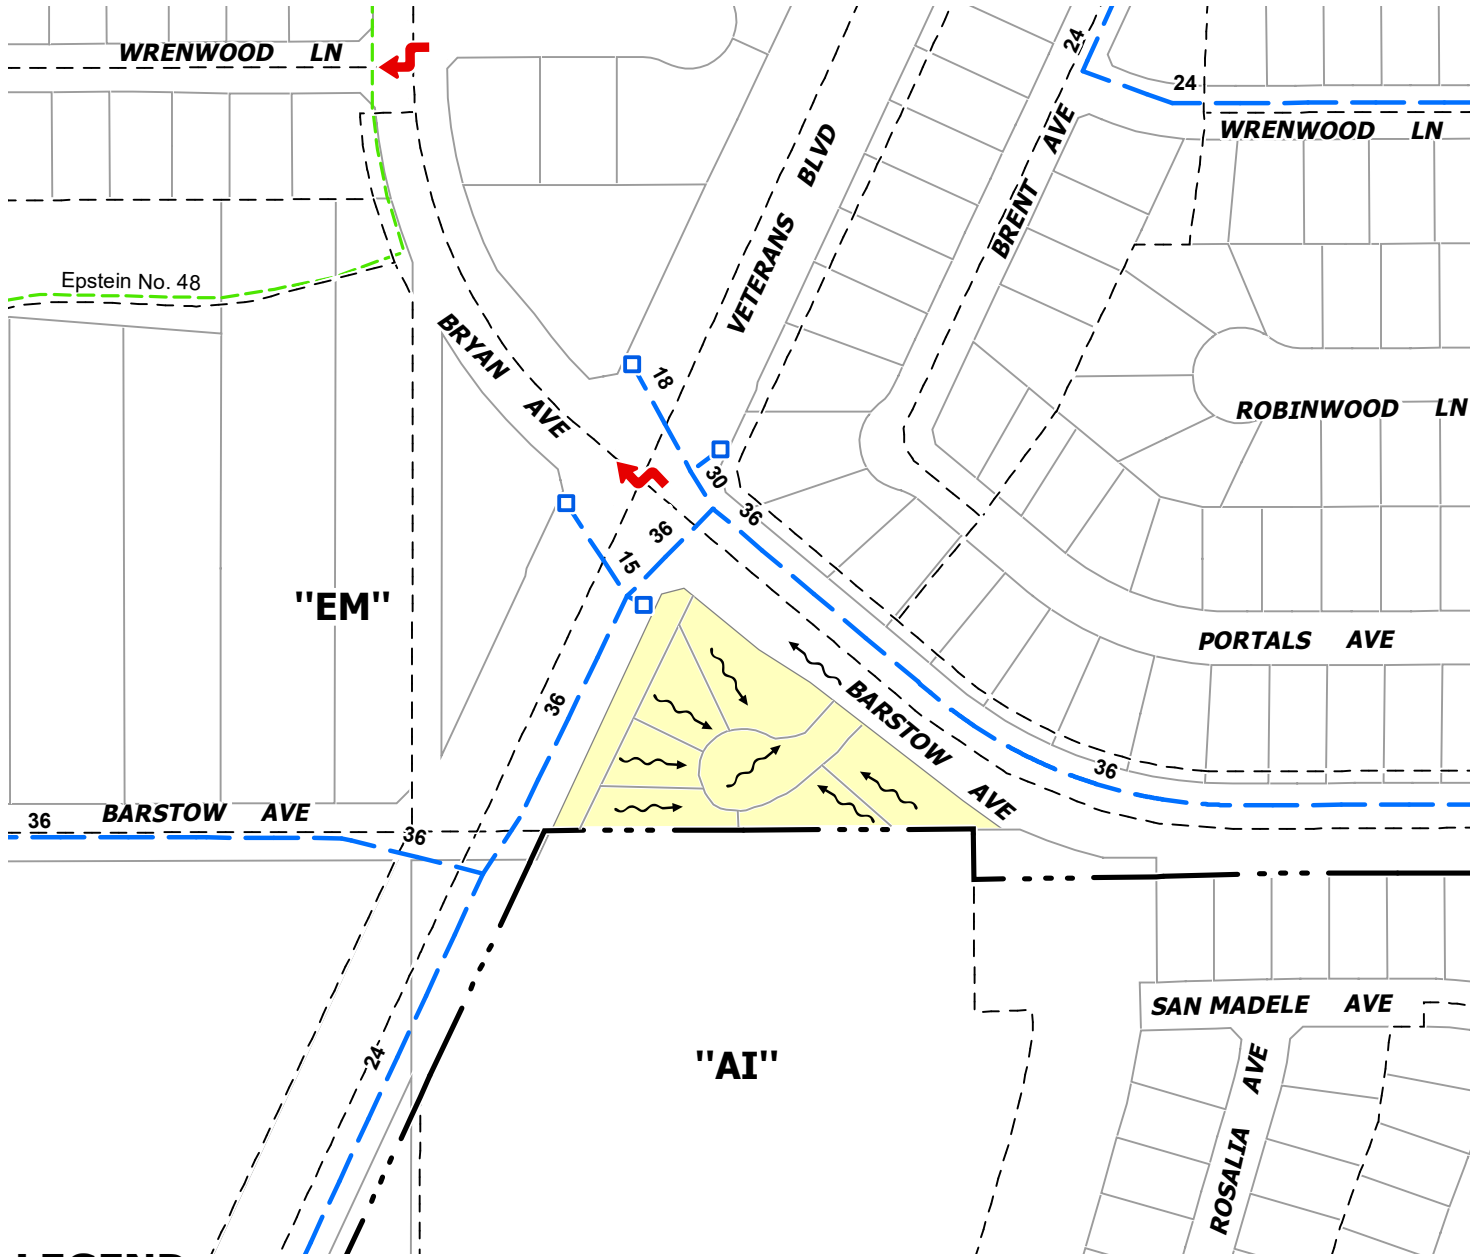 WRENWOOD LN
24
24
WRENWOOD LN
VETERANS BLVD
BRENT AVE
Epstein No. 48
BRYAN AVE
18
ROBINWOOD LN
30
36
36
15
"EM"
PORTALS AVE
36
BARSTOW AVE
36
36
BARSTOW AVE
36
24
"AI"
SAN MADELE AVE
ROSALIA AVE
LEGEND